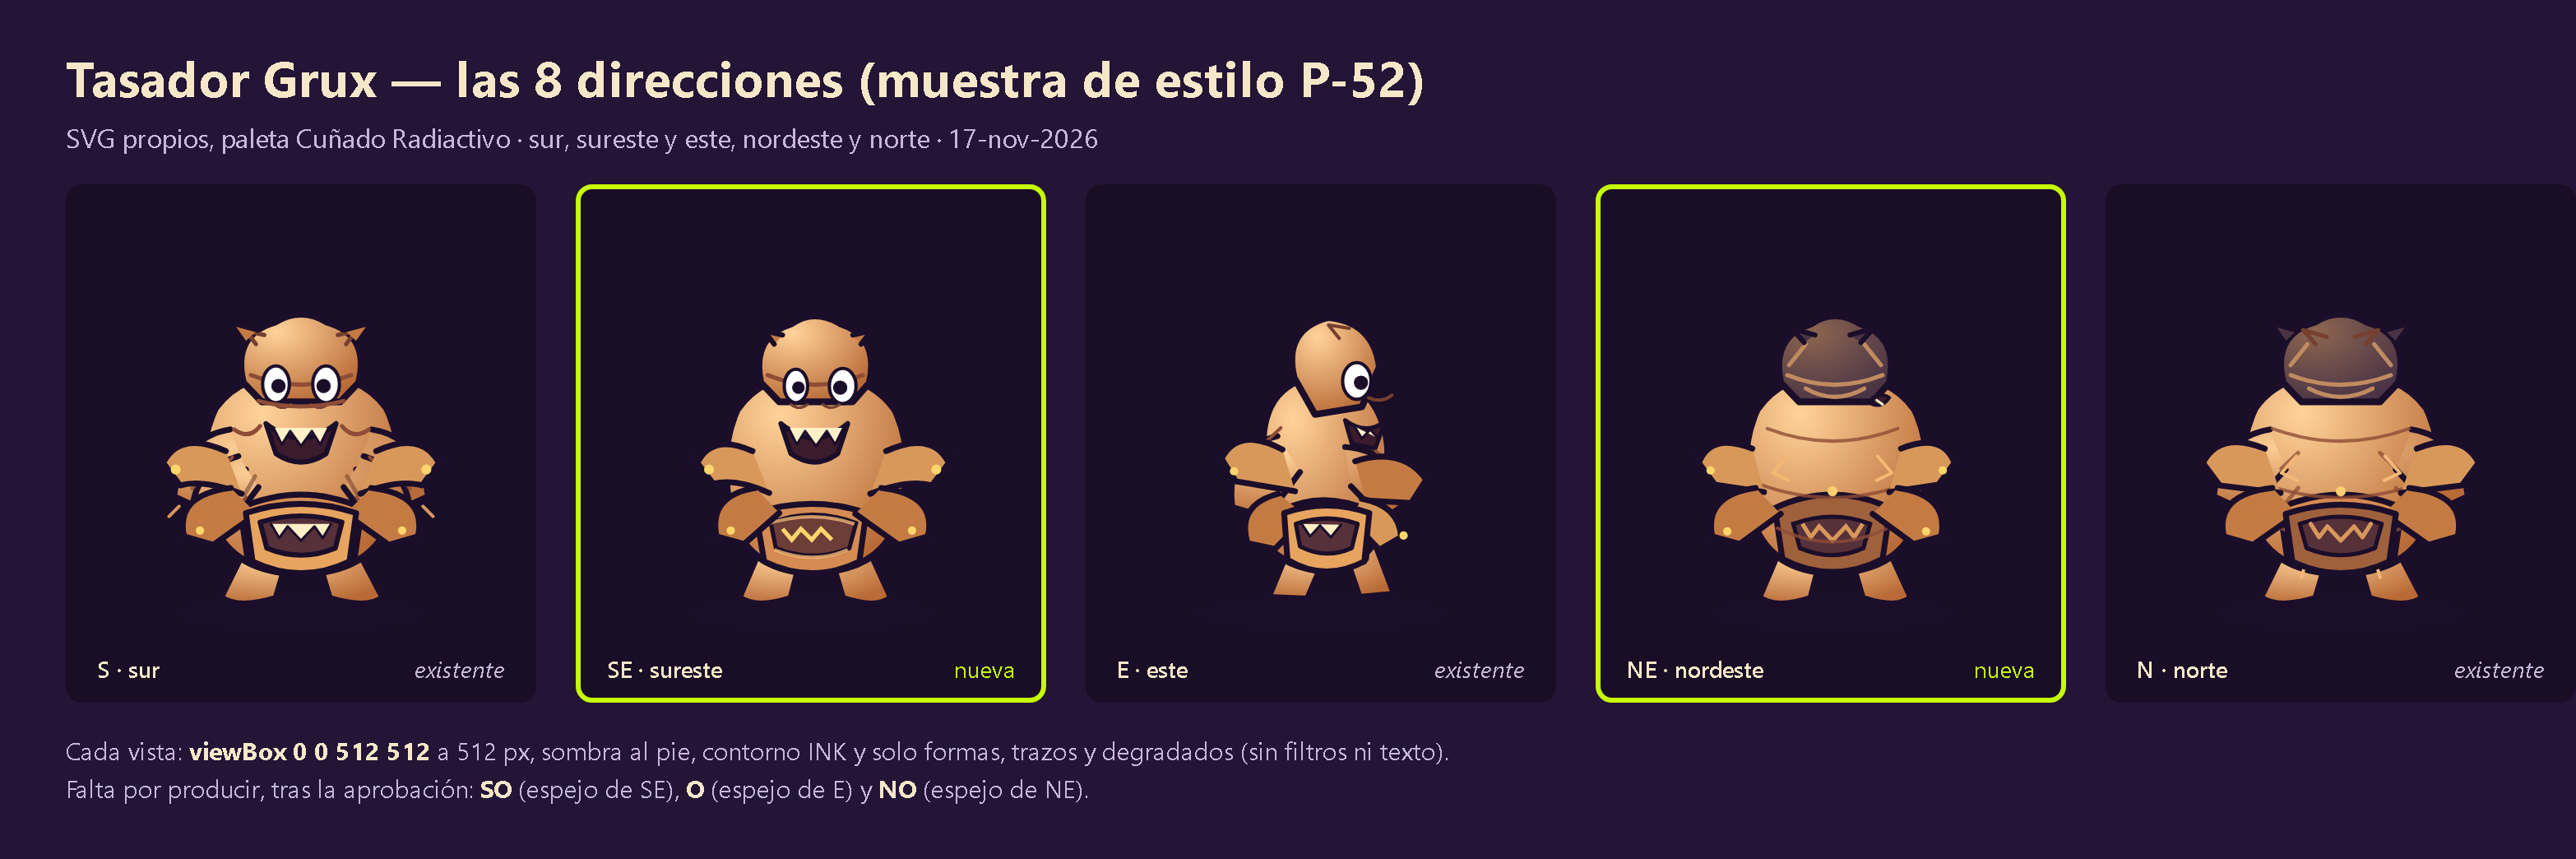 Tasador Grux — las 8 direcciones (muestra de estilo P-52)
SVG propios, paleta Cuñado Radiactivo · sur, sureste y este, nordeste y norte · 17-nov-2026
S · sur
existente
SE · sureste
nueva
E · este
existente
NE · nordeste
nueva
N · norte
existente
Cada vista: viewBox 0 0 512 512 a 512 px, sombra al pie, contorno INK y solo formas, trazos y degradados (sin filtros ni texto).
Falta por producir, tras la aprobación: SO (espejo de SE), O (espejo de E) y NO (espejo de NE).